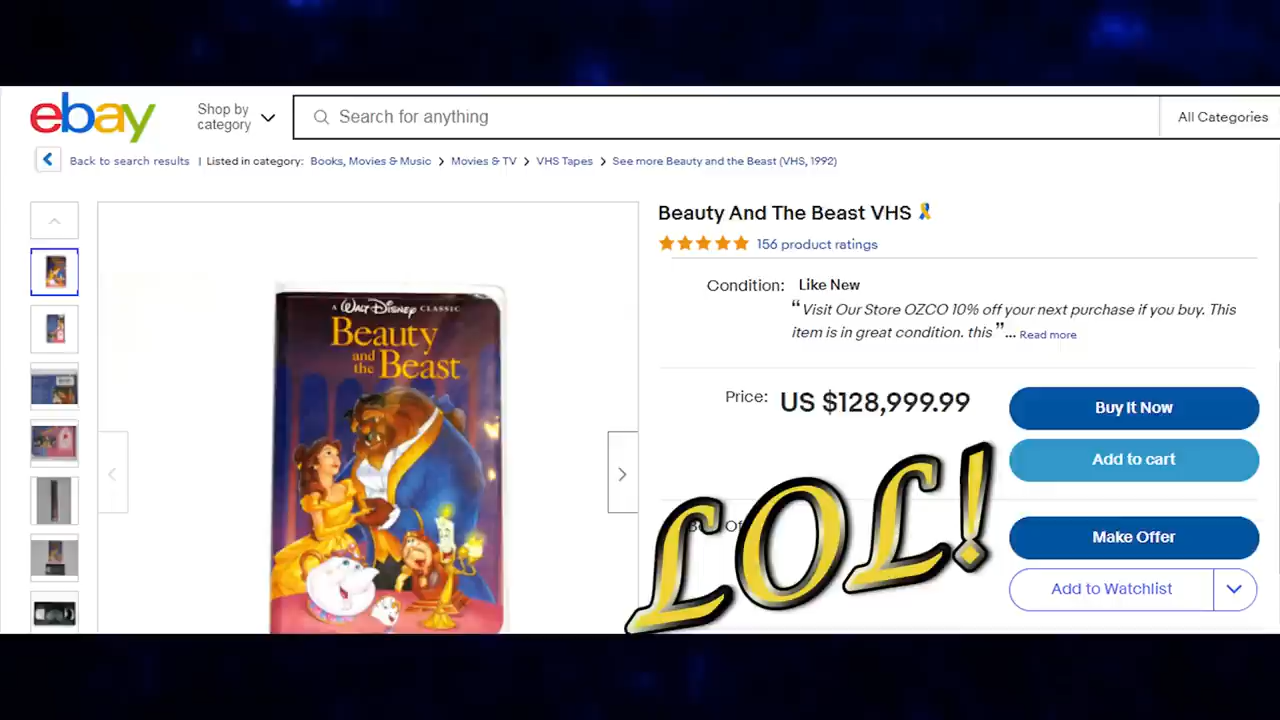 ebay
Shop by
category
Search for anything
All Categories
Back to search results | Listed in category: Books, Movies & Music > Movies & TV > VHS Tapes > See more Beauty and the Beast (VHS, 1992)
Beauty And The Beast VHS
156 product ratings
Condition: Like New
“Visit Our Store OZCO 10% off your next purchase if you buy. This
item is in great condition. this ”... Read more
Price: US $128,999.99
Buy It Now
Add to cart
Make Offer
Add to Watchlist
A Walt Disney CLASSIC
Beauty
and
the Beast
LOL!